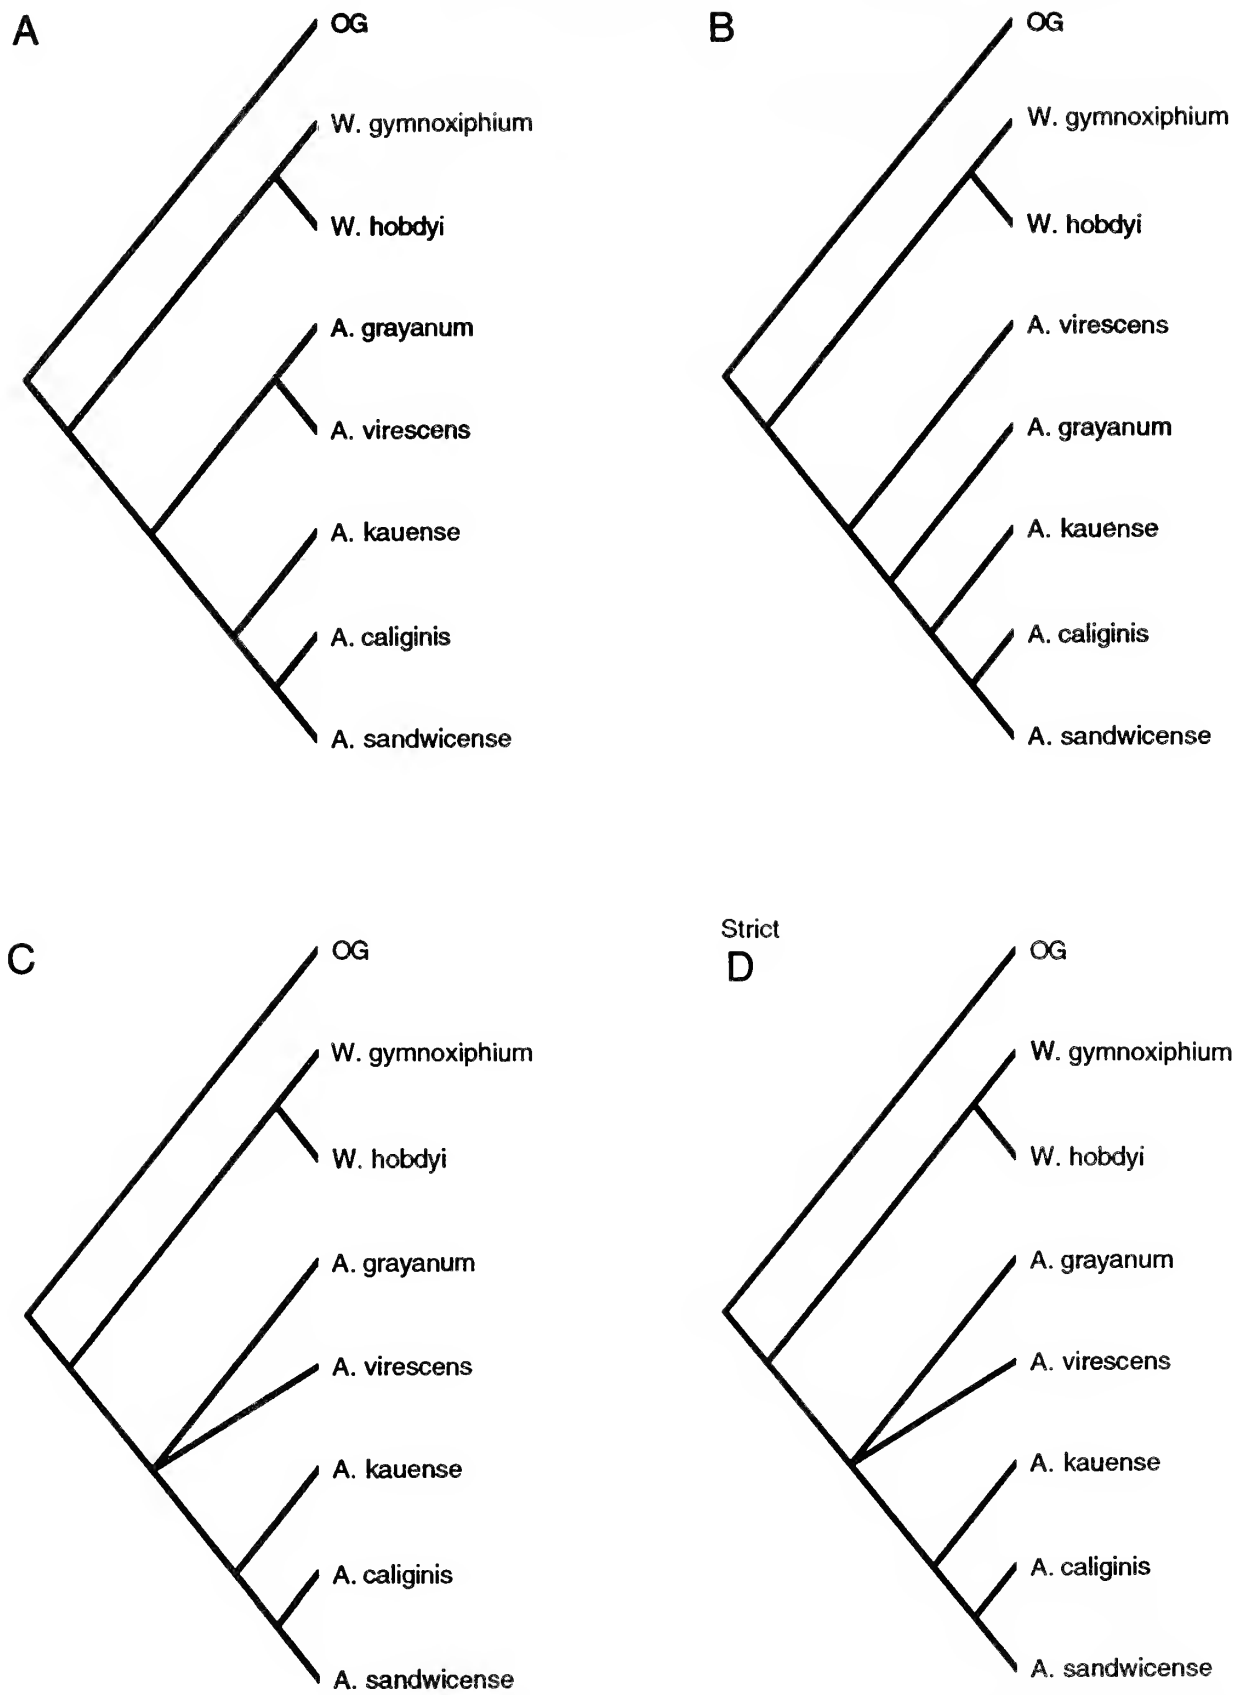 A
OG
W. gymnoxiphium
W. hobdyi
A. grayanum
A. virescens
A. kauense
A. caliginis
A. sandwicense
B
OG
W. gymnoxiphium
W. hobdyi
A. virescens
A. grayanum
A. kauense
A. caliginis
A. sandwicense
C
OG
W. gymnoxiphium
W. hobdyi
A. grayanum
A. virescens
A. kauense
A. caliginis
A. sandwicense
Strict
D
OG
W. gymnoxiphium
W. hobdyi
A. grayanum
A. virescens
A. kauense
A. caliginis
A. sandwicense